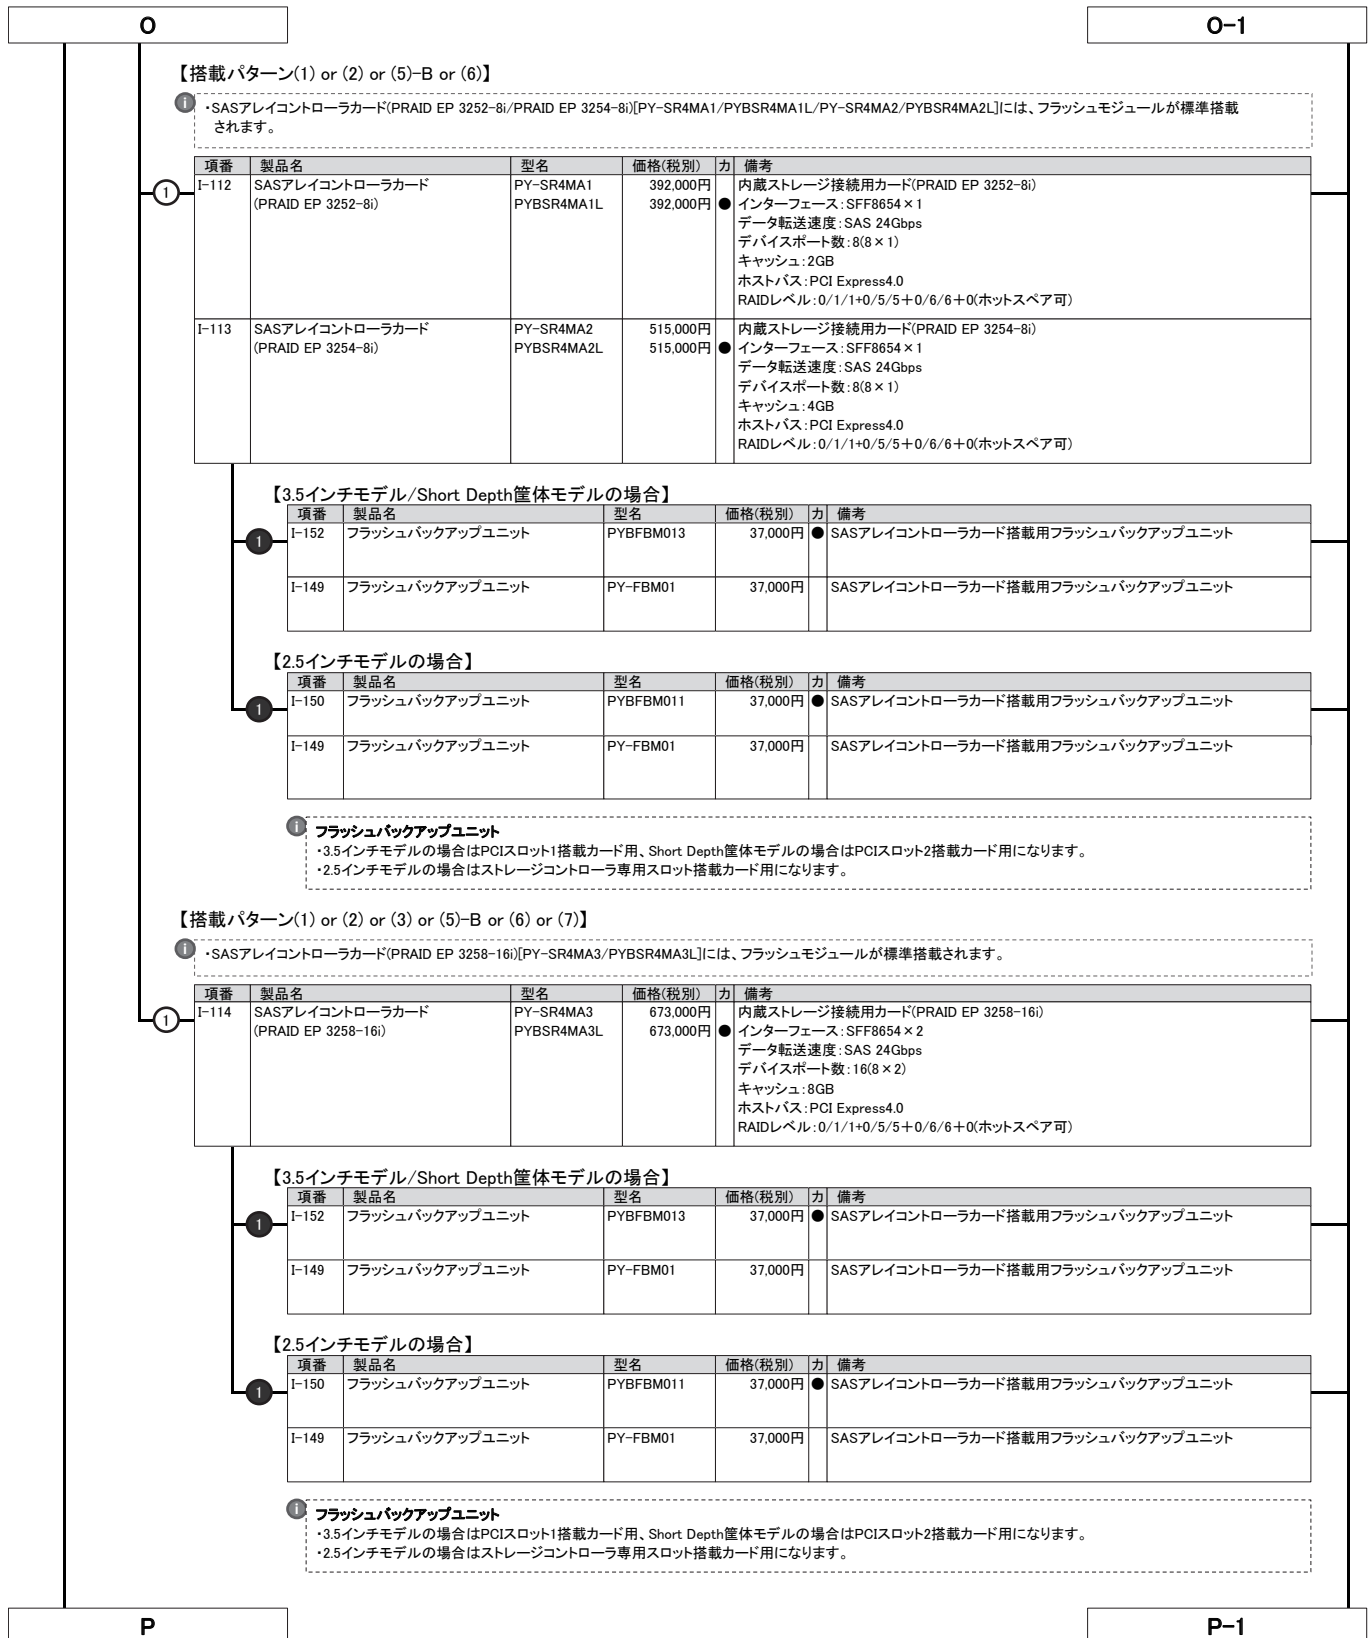 O
O-1
【搭載パターン(1) or (2) or (5)-B or (6)】
i
・SASアレイコントローラカード(PRAID EP 3252-8i/PRAID EP 3254-8i)[PY-SR4MA1/PYBSR4MA1L/PY-SR4MA2/PYBSR4MA2L]には、フラッシュモジュールが標準搭載
されます。
項番 製品名 型名 価格(税別) カ 備考
1 I-112 SASアレイコントローラカード PY-SR4MA1 392,000円 内蔵ストレージ接続用カード(PRAID EP 3252-8i)
(PRAID EP 3252-8i) PYBSR4MA1L 392,000円 ● インターフェース:SFF8654×1
データ転送速度:SAS 24Gbps
デバイスポート数:8(8×1)
キャッシュ:2GB
ホストバス:PCI Express4.0
RAIDレベル:0/1/1+0/5/5+0/6/6+0(ホットスペア可)
I-113 SASアレイコントローラカード PY-SR4MA2 515,000円 内蔵ストレージ接続用カード(PRAID EP 3254-8i)
(PRAID EP 3254-8i) PYBSR4MA2L 515,000円 ● インターフェース:SFF8654×1
データ転送速度:SAS 24Gbps
デバイスポート数:8(8×1)
キャッシュ:4GB
ホストバス:PCI Express4.0
RAIDレベル:0/1/1+0/5/5+0/6/6+0(ホットスペア可)
【3.5インチモデル/Short Depth筐体モデルの場合】
項番 製品名 型名 価格(税別) カ 備考
1 I-152 フラッシュバックアップユニット PYBFBM013 37,000円 ● SASアレイコントローラカード搭載用フラッシュバックアップユニット
I-149 フラッシュバックアップユニット PY-FBM01 37,000円 SASアレイコントローラカード搭載用フラッシュバックアップユニット
【2.5インチモデルの場合】
項番 製品名 型名 価格(税別) カ 備考
1 I-150 フラッシュバックアップユニット PYBFBM011 37,000円 ● SASアレイコントローラカード搭載用フラッシュバックアップユニット
I-149 フラッシュバックアップユニット PY-FBM01 37,000円 SASアレイコントローラカード搭載用フラッシュバックアップユニット
i フラッシュバックアップユニット
・3.5インチモデルの場合はPCIスロット1搭載カード用、Short Depth筐体モデルの場合はPCIスロット2搭載カード用になります。
・2.5インチモデルの場合はストレージコントローラ専用スロット搭載カード用になります。
【搭載パターン(1) or (2) or (3) or (5)-B or (6) or (7)】
i
・SASアレイコントローラカード(PRAID EP 3258-16i)[PY-SR4MA3/PYBSR4MA3L]には、フラッシュモジュールが標準搭載されます。
項番 製品名 型名 価格(税別) カ 備考
1 I-114 SASアレイコントローラカード PY-SR4MA3 673,000円 内蔵ストレージ接続用カード(PRAID EP 3258-16i)
(PRAID EP 3258-16i) PYBSR4MA3L 673,000円 ● インターフェース:SFF8654×2
データ転送速度:SAS 24Gbps
デバイスポート数:16(8×2)
キャッシュ:8GB
ホストバス:PCI Express4.0
RAIDレベル:0/1/1+0/5/5+0/6/6+0(ホットスペア可)
【3.5インチモデル/Short Depth筐体モデルの場合】
項番 製品名 型名 価格(税別) カ 備考
1 I-152 フラッシュバックアップユニット PYBFBM013 37,000円 ● SASアレイコントローラカード搭載用フラッシュバックアップユニット
I-149 フラッシュバックアップユニット PY-FBM01 37,000円 SASアレイコントローラカード搭載用フラッシュバックアップユニット
【2.5インチモデルの場合】
項番 製品名 型名 価格(税別) カ 備考
1 I-150 フラッシュバックアップユニット PYBFBM011 37,000円 ● SASアレイコントローラカード搭載用フラッシュバックアップユニット
I-149 フラッシュバックアップユニット PY-FBM01 37,000円 SASアレイコントローラカード搭載用フラッシュバックアップユニット
i フラッシュバックアップユニット
・3.5インチモデルの場合はPCIスロット1搭載カード用、Short Depth筐体モデルの場合はPCIスロット2搭載カード用になります。
・2.5インチモデルの場合はストレージコントローラ専用スロット搭載カード用になります。
P
P-1